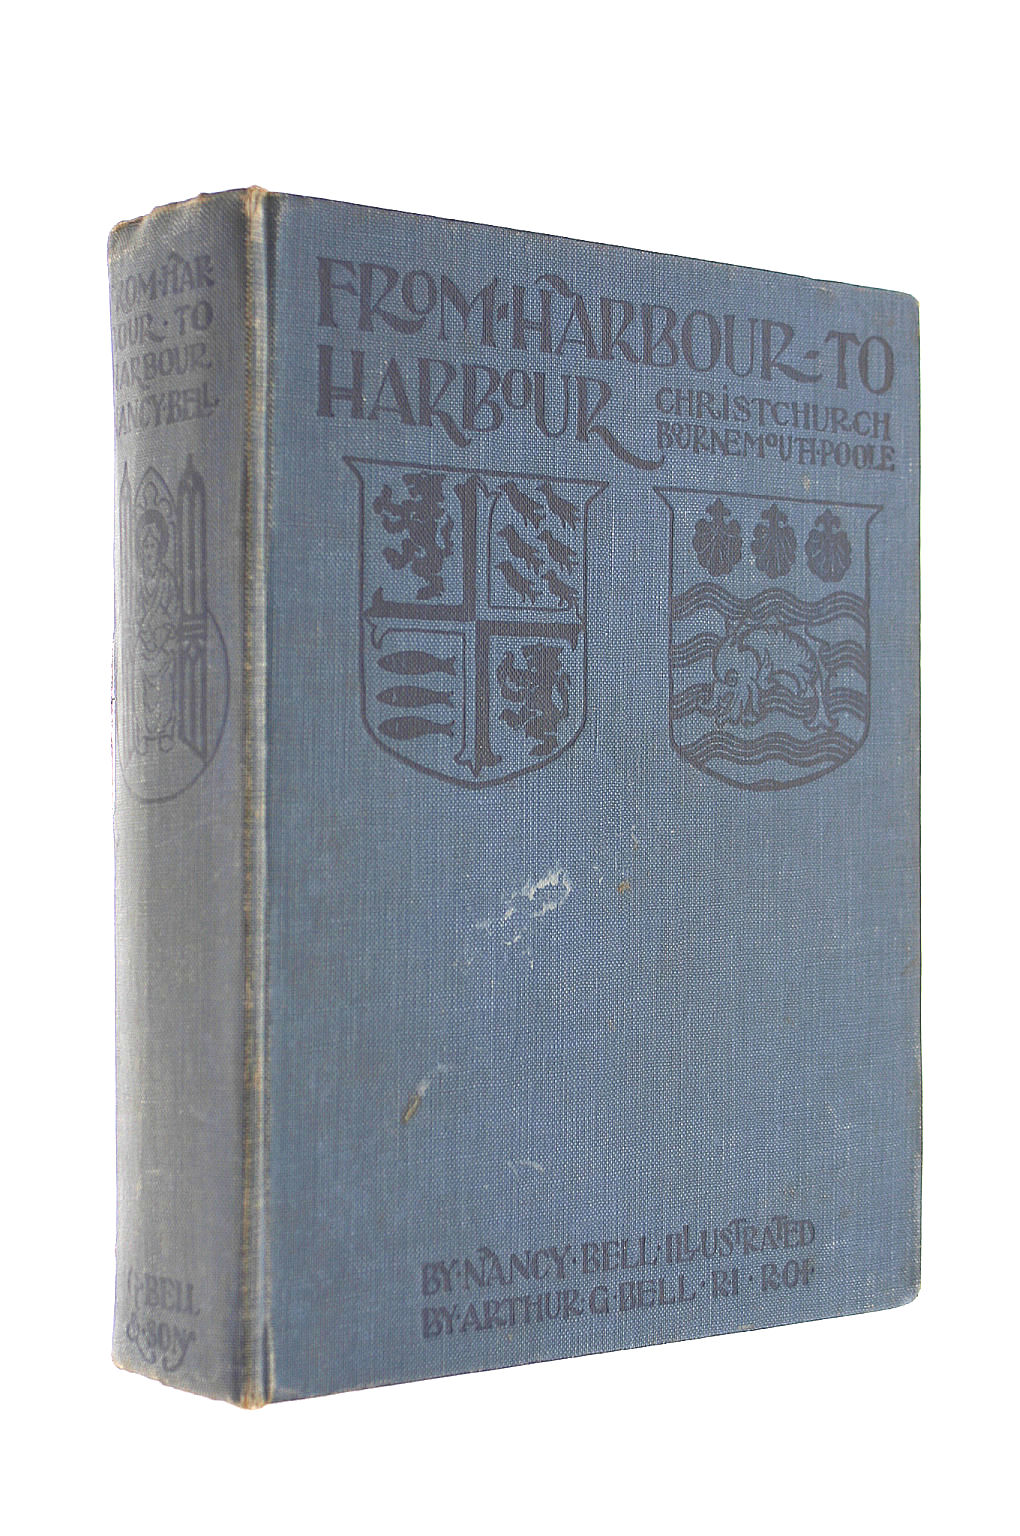 FROM·HARBOUR-TO
HARBOUR
CHRISTCHURCH
BOURNEMOUTH·POOLE
BY·NANCY·BELL·ILLUSTRATED
BY·ARTHUR·G·BELL·RI·ROI
FROM·HAR
BOUR·TO
HARBOUR
NANCY·BELL
G·BELL
&·SON